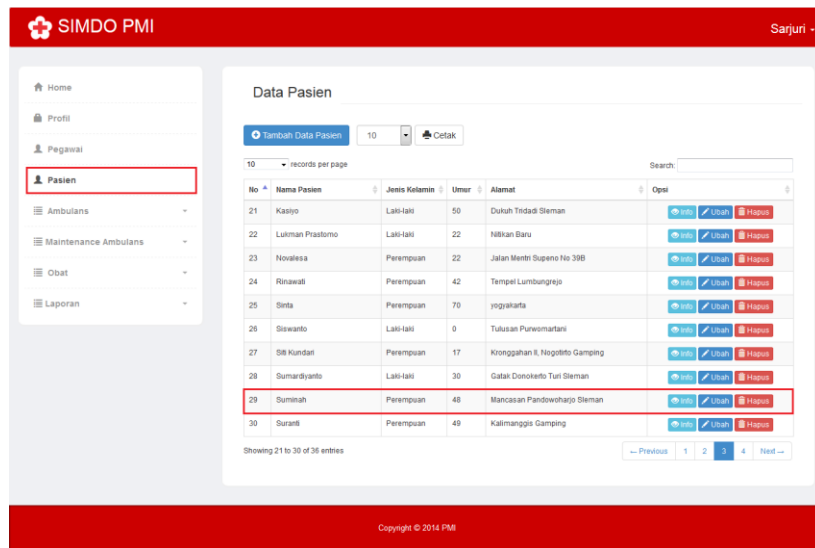 SIMDO PMI
Sarjuri
Home
Profil
Pegawai
Pasien
Ambulans
Maintenance Ambulans
Obat
Laporan
Data Pasien
Tambah Data Pasien 10 Cetak
10 records per page Search:
No Nama Pasien Jenis Kelamin Umur Alamat Opsi
21 Kasiyo Laki-laki 50 Dukuh Tridadi Sleman Info Ubah Hapus
22 Lukman Prastomo Laki-laki 22 Nitikan Baru Info Ubah Hapus
23 Novalesa Perempuan 22 Jalan Mentri Supeno No 39B Info Ubah Hapus
24 Rinawati Perempuan 42 Tempel Lumbungrejo Info Ubah Hapus
25 Sinta Perempuan 70 yogyakarta Info Ubah Hapus
26 Siswanto Laki-laki 0 Tulusan Purwomartani Info Ubah Hapus
27 Siti Kundari Perempuan 17 Kronggahan II, Nogotirto Gamping Info Ubah Hapus
28 Sumardiyanto Laki-laki 30 Gatak Donokerto Turi Sleman Info Ubah Hapus
29 Suminah Perempuan 48 Mancasan Pandowoharjo Sleman Info Ubah Hapus
30 Suranti Perempuan 49 Kalimanggis Gamping Info Ubah Hapus
Showing 21 to 30 of 36 entries ← Previous 1 2 3 4 Next →
Copyright © 2014 PMI